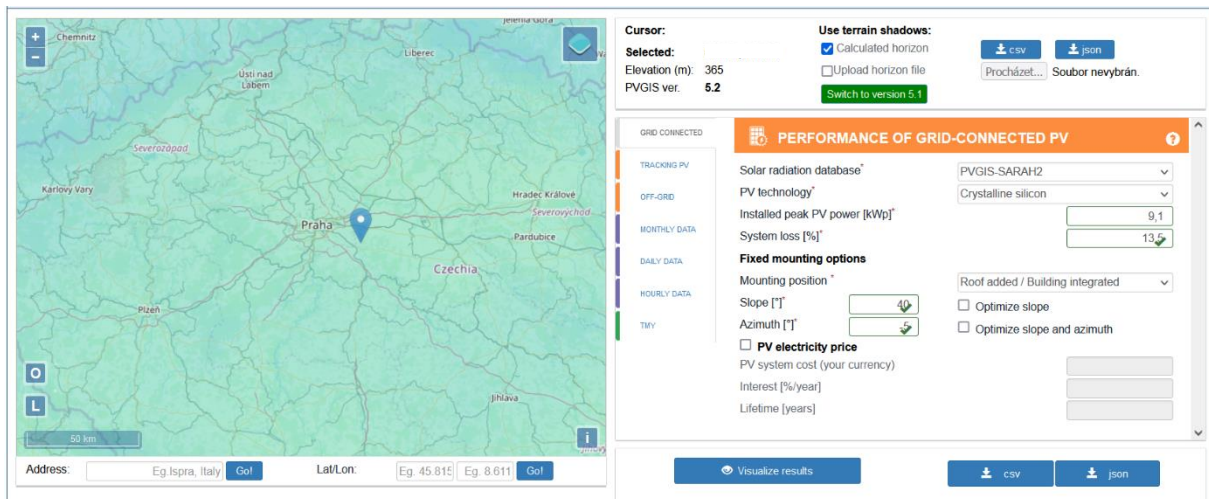 +
−
Chemnitz
Jelenia Góra
Liberec
Ústí nad
Labem
Severozápad
Karlovy Vary
Hradec Králové
Severovýchod
Praha
Pardubice
Czechia
Plzeň
Jihlava
O
L
50 km
i
Address: Eg.Ispra, Italy Go! Lat/Lon: Eg. 45.815 Eg. 8.611 Go!
Cursor: Use terrain shadows:
Selected: Calculated horizon csv json
Elevation (m): 365 Upload horizon file Procházet... Soubor nevybrán.
PVGIS ver. 5.2 Switch to version 5.1
GRID CONNECTED
TRACKING PV
OFF-GRID
MONTHLY DATA
DAILY DATA
HOURLY DATA
TMY
PERFORMANCE OF GRID-CONNECTED PV ?
Solar radiation database* PVGIS-SARAH2
PV technology* Crystalline silicon
Installed peak PV power [kWp]* 9,1
System loss [%]* 13,5
Fixed mounting options
Mounting position * Roof added / Building integrated
Slope [°]* 40 Optimize slope
Azimuth [°]* -5 Optimize slope and azimuth
PV electricity price
PV system cost (your currency)
Interest [%/year]
Lifetime [years]
Visualize results csv json